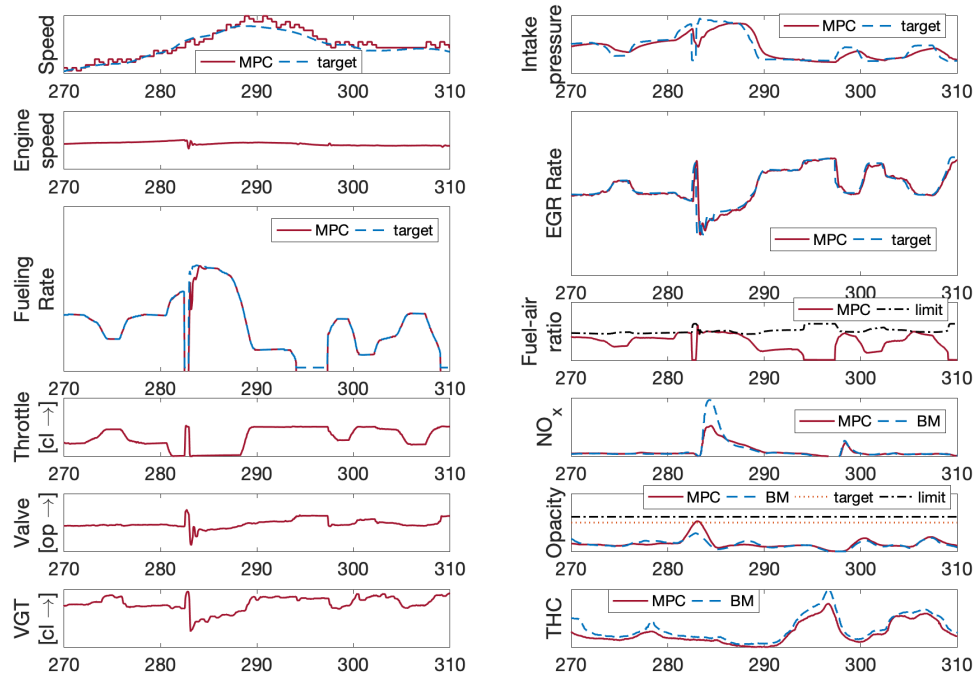 Speed
MPC target
270 280 290 300 310
Engine
speed
270 280 290 300 310
Fueling
Rate
MPC target
270 280 290 300 310
Throttle
[cl →]
270 280 290 300 310
Valve
[op →]
270 280 290 300 310
VGT
[cl →]
270 280 290 300 310
Intake
pressure
MPC target
270 280 290 300 310
EGR Rate
MPC target
270 280 290 300 310
Fuel-air
ratio
MPC limit
270 280 290 300 310
NOx
MPC BM
270 280 290 300 310
Opacity
MPC BM target limit
270 280 290 300 310
THC
MPC BM
270 280 290 300 310